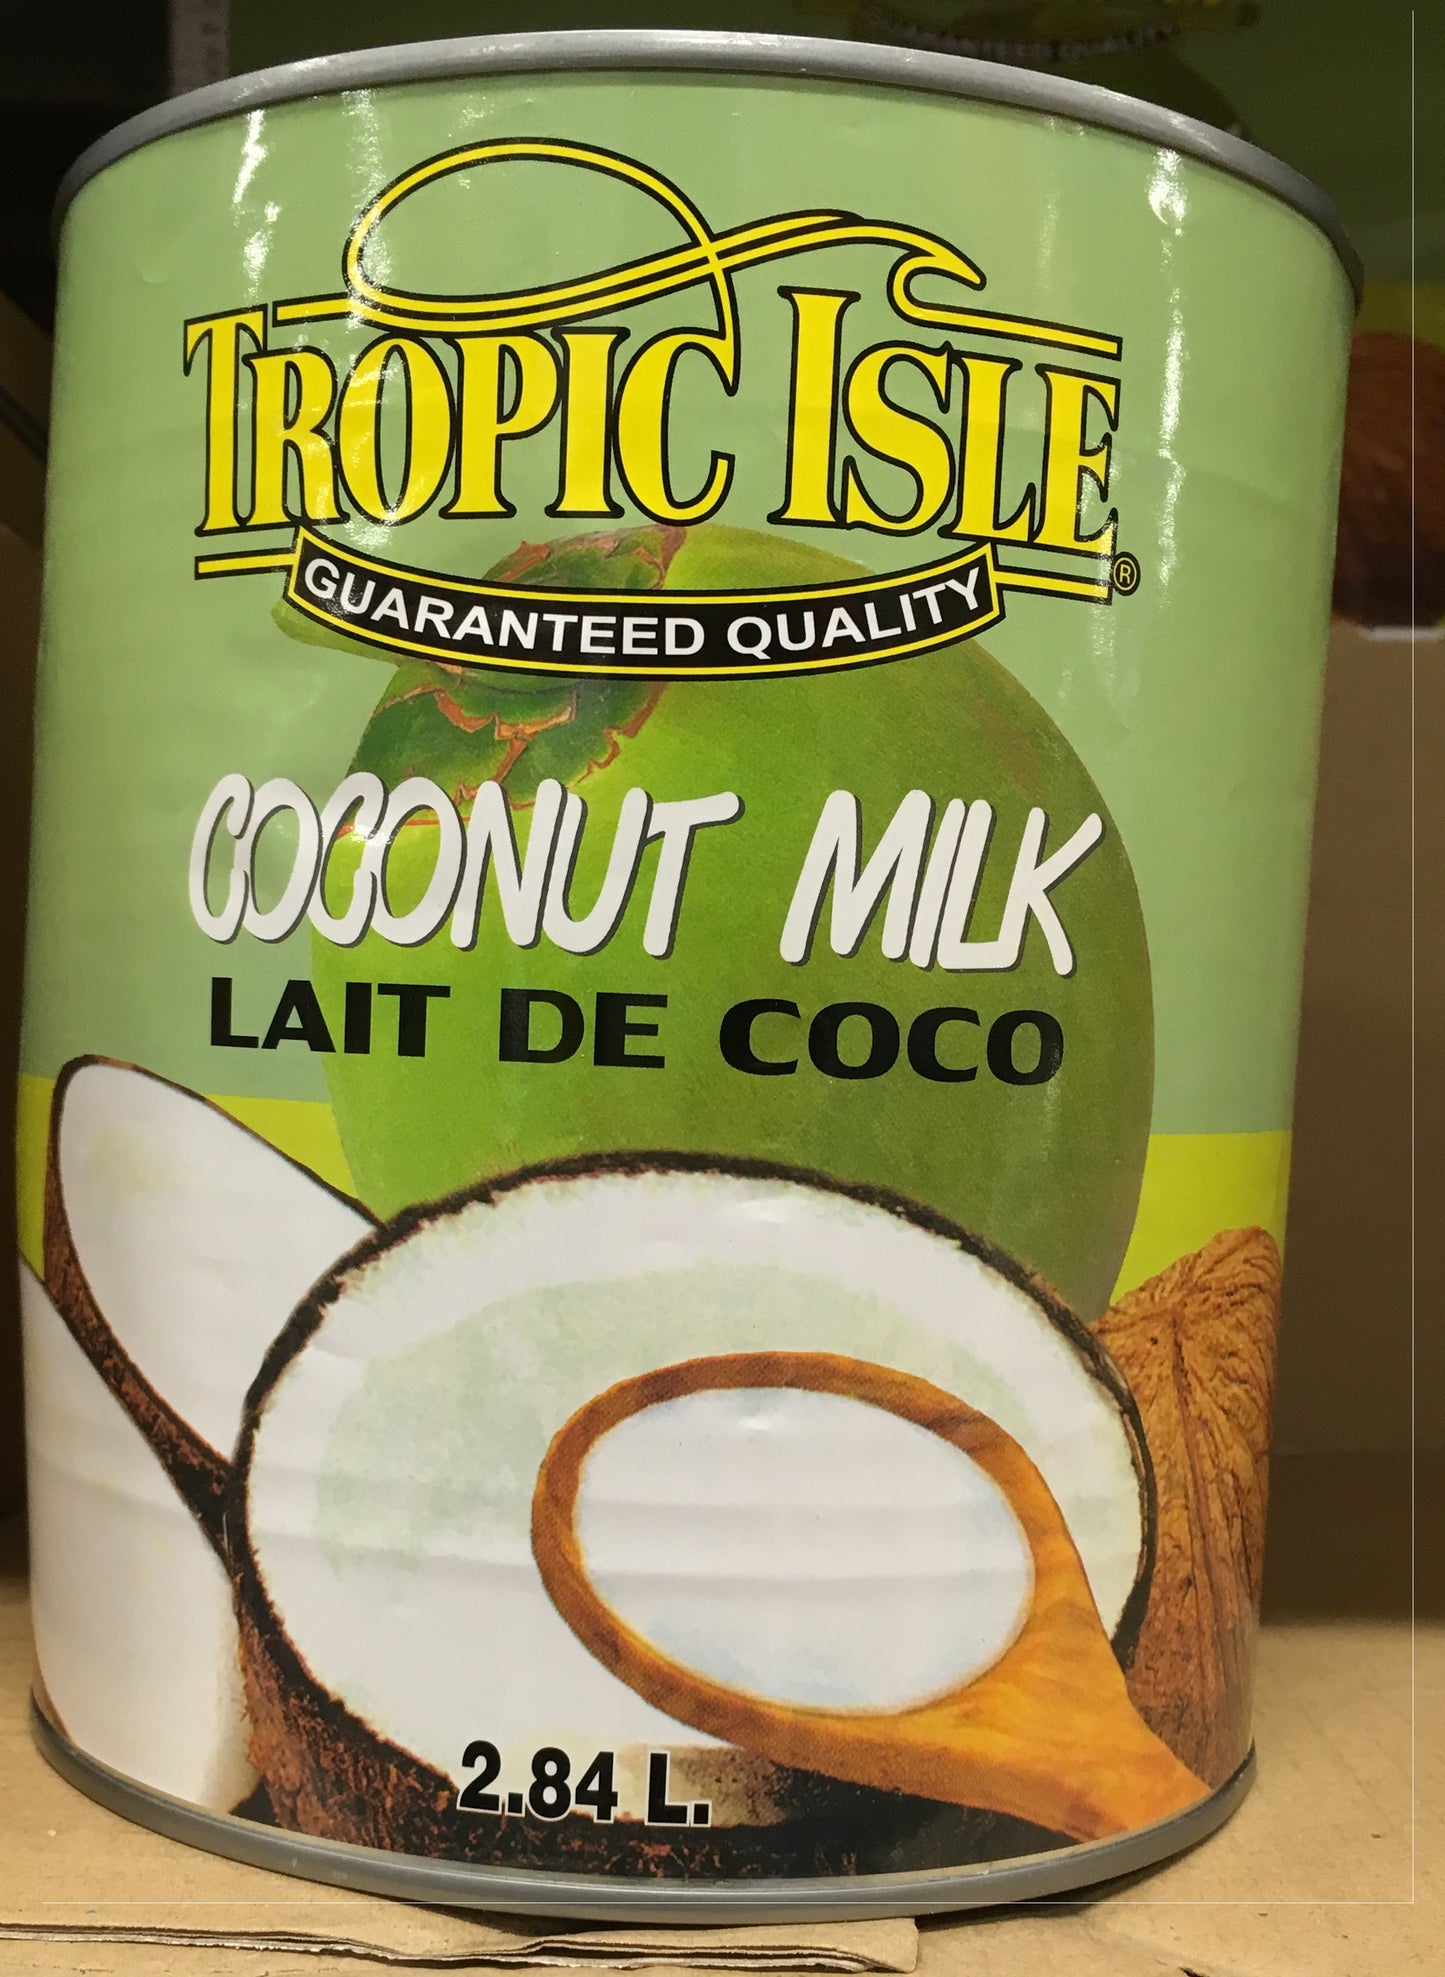 TROPIC ISLE®
GUARANTEED QUALITY
COCONUT MILK
LAIT DE COCO
2.84 L.